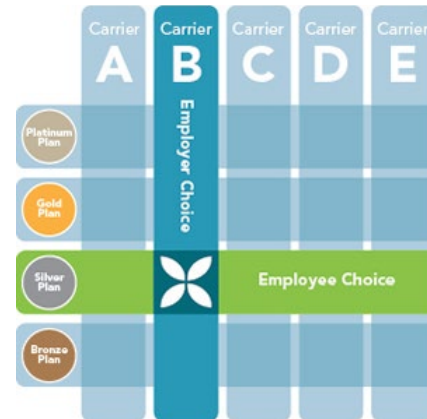 Carrier Carrier Carrier Carrier Carrier
A B C D E
Employer Choice
Platinum
Plan
Gold
Plan
Silver
Plan
Employee Choice
Bronze
Plan